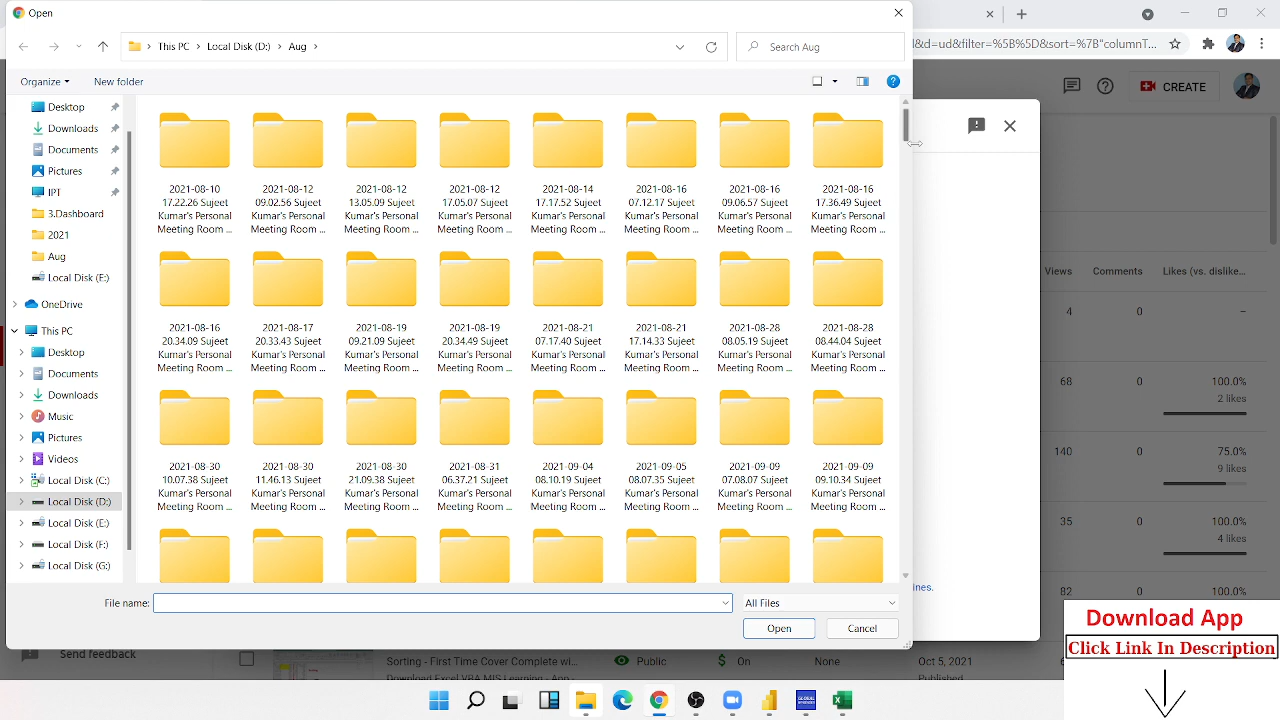 Open
This PC > Local Disk (D:) > Aug >
Search Aug
d&d=ud&filter=%5B%5D&sort=%7B"columnT...
Organize
New folder
CREATE
Desktop
Downloads
Documents
Pictures
IPT
3.Dashboard
2021
Aug
Local Disk (E:)
OneDrive
This PC
Desktop
Documents
Downloads
Music
Pictures
Videos
Local Disk (C:)
Local Disk (D:)
Local Disk (E:)
Local Disk (F:)
Local Disk (G:)
2021-08-10 2021-08-12 2021-08-12 2021-08-12 2021-08-14 2021-08-16 2021-08-16 2021-08-16
17.22.26 Sujeet 09.02.56 Sujeet 13.05.09 Sujeet 17.05.07 Sujeet 17.17.52 Sujeet 07.12.17 Sujeet 09.06.57 Sujeet 17.36.49 Sujeet
Kumar's Personal Kumar's Personal Kumar's Personal Kumar's Personal Kumar's Personal Kumar's Personal Kumar's Personal Kumar's Personal
Meeting Room ... Meeting Room ... Meeting Room ... Meeting Room ... Meeting Room ... Meeting Room ... Meeting Room ... Meeting Room ...
2021-08-16 2021-08-17 2021-08-19 2021-08-19 2021-08-21 2021-08-21 2021-08-28 2021-08-28
20.34.09 Sujeet 20.33.43 Sujeet 09.21.09 Sujeet 20.34.49 Sujeet 07.17.40 Sujeet 17.14.33 Sujeet 08.05.19 Sujeet 08.44.04 Sujeet
Kumar's Personal Kumar's Personal Kumar's Personal Kumar's Personal Kumar's Personal Kumar's Personal Kumar's Personal Kumar's Personal
Meeting Room ... Meeting Room ... Meeting Room ... Meeting Room ... Meeting Room ... Meeting Room ... Meeting Room ... Meeting Room ...
2021-08-30 2021-08-30 2021-08-30 2021-08-31 2021-09-04 2021-09-05 2021-09-09 2021-09-09
10.07.38 Sujeet 11.46.13 Sujeet 21.09.38 Sujeet 06.37.21 Sujeet 08.10.19 Sujeet 08.07.35 Sujeet 07.08.07 Sujeet 09.10.34 Sujeet
Kumar's Personal Kumar's Personal Kumar's Personal Kumar's Personal Kumar's Personal Kumar's Personal Kumar's Personal Kumar's Personal
Meeting Room ... Meeting Room ... Meeting Room ... Meeting Room ... Meeting Room ... Meeting Room ... Meeting Room ... Meeting Room ...
File name:
All Files
Open
Cancel
Views Comments Likes (vs. dislike...
4 0 –
68 0 100.0%
2 likes
140 0 75.0%
9 likes
35 0 100.0%
4 likes
82 0 100.0%
ines.
Send feedback
Sorting - First Time Cover Complete wi... Public On None Oct 5, 2021
Published
Download App
Click Link In Description